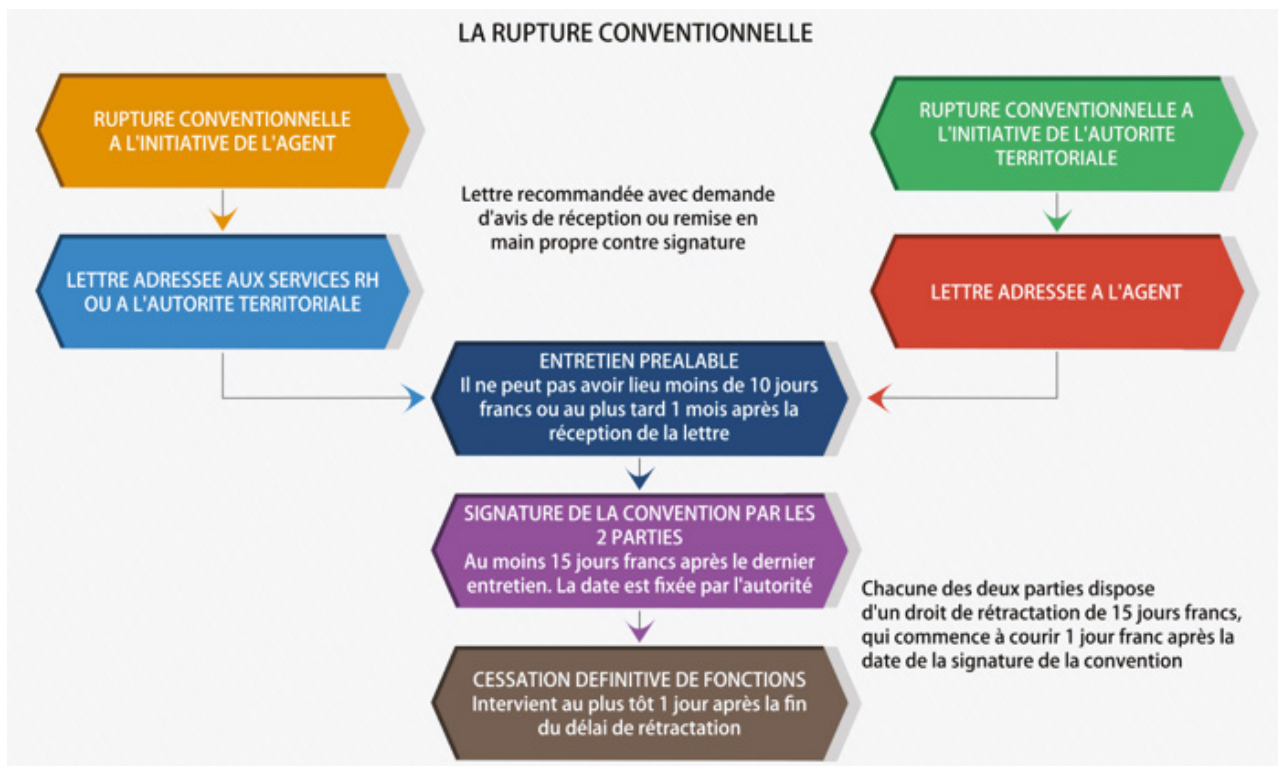 LA RUPTURE CONVENTIONNELLE
RUPTURE CONVENTIONNELLE
A L'INITIATIVE DE L'AGENT
RUPTURE CONVENTIONNELLE A
L'INITIATIVE DE L'AUTORITE
TERRITORIALE
Lettre recommandée avec demande
d'avis de réception ou remise en
main propre contre signature
LETTRE ADRESSEE AUX SERVICES RH
OU A L'AUTORITE TERRITORIALE
LETTRE ADRESSEE A L'AGENT
ENTRETIEN PREALABLE
Il ne peut pas avoir lieu moins de 10 jours
francs ou au plus tard 1 mois après la
réception de la lettre
SIGNATURE DE LA CONVENTION PAR LES
2 PARTIES
Au moins 15 jours francs après le dernier
entretien. La date est fixée par l'autorité
Chacune des deux parties dispose
d'un droit de rétractation de 15 jours francs,
qui commence à courir 1 jour franc après la
date de la signature de la convention
CESSATION DEFINITIVE DE FONCTIONS
Intervient au plus tôt 1 jour après la fin
du délai de rétractation